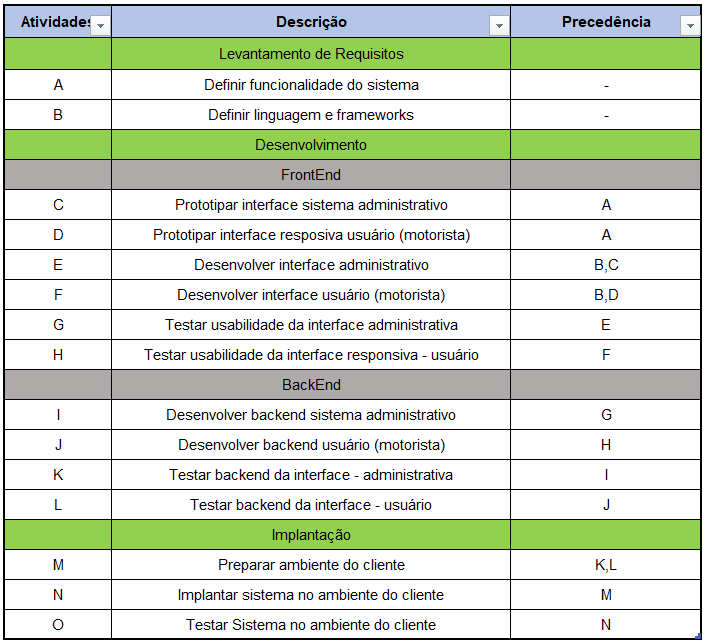 Atividades Descrição Precedência
Levantamento de Requisitos
A Definir funcionalidade do sistema -
B Definir linguagem e frameworks -
Desenvolvimento
FrontEnd
C Prototipar interface sistema administrativo A
D Prototipar interface resposiva usuário (motorista) A
E Desenvolver interface administrativo B,C
F Desenvolver interface usuário (motorista) B,D
G Testar usabilidade da interface administrativa E
H Testar usabilidade da interface responsiva - usuário F
BackEnd
I Desenvolver backend sistema administrativo G
J Desenvolver backend usuário (motorista) H
K Testar backend da interface - administrativa I
L Testar backend da interface - usuário J
Implantação
M Preparar ambiente do cliente K,L
N Implantar sistema no ambiente do cliente M
O Testar Sistema no ambiente do cliente N